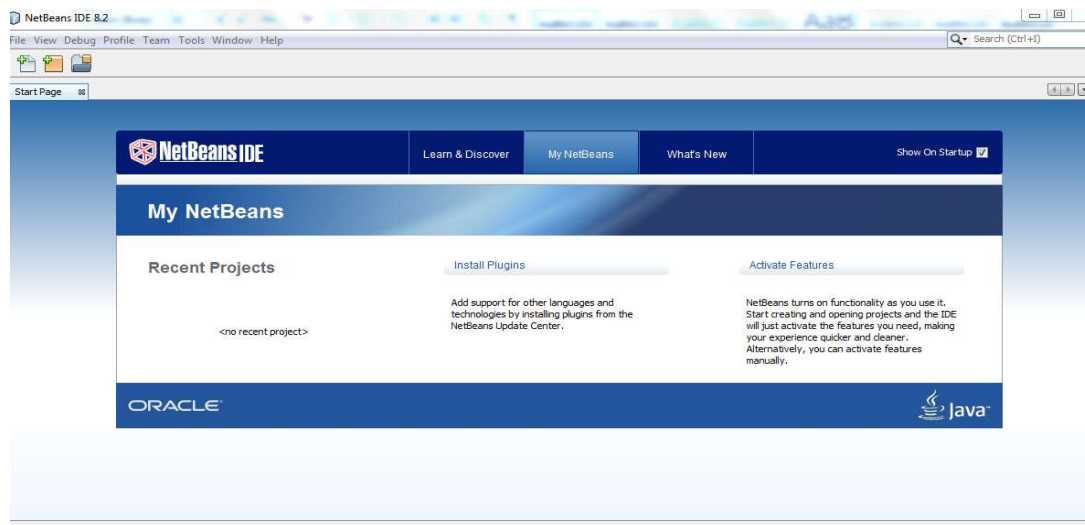 NetBeans IDE 8.2
File View Debug Profile Team Tools Window Help
Search (Ctrl+I)
Start Page
NetBeans IDE
Learn & Discover
My NetBeans
What's New
Show On Startup
My NetBeans
Recent Projects
<no recent project>
Install Plugins
Add support for other languages and
technologies by installing plugins from the
NetBeans Update Center.
Activate Features
NetBeans turns on functionality as you use it.
Start creating and opening projects and the IDE
will just activate the features you need, making
your experience quicker and cleaner.
Alternatively, you can activate features
manually.
ORACLE
Java